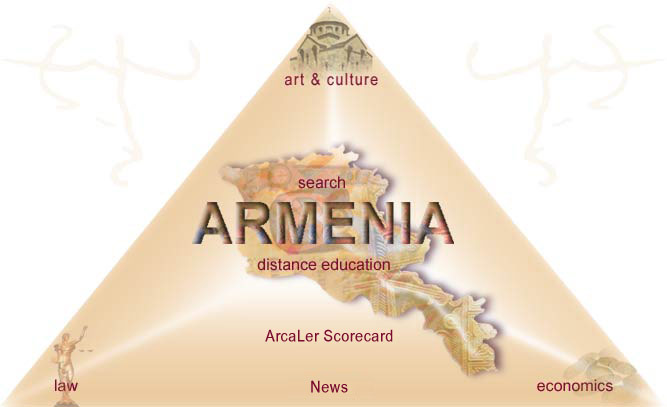 art & culture
search
ARMENIA
distance education
ArcaLer Scorecard
law
News
economics